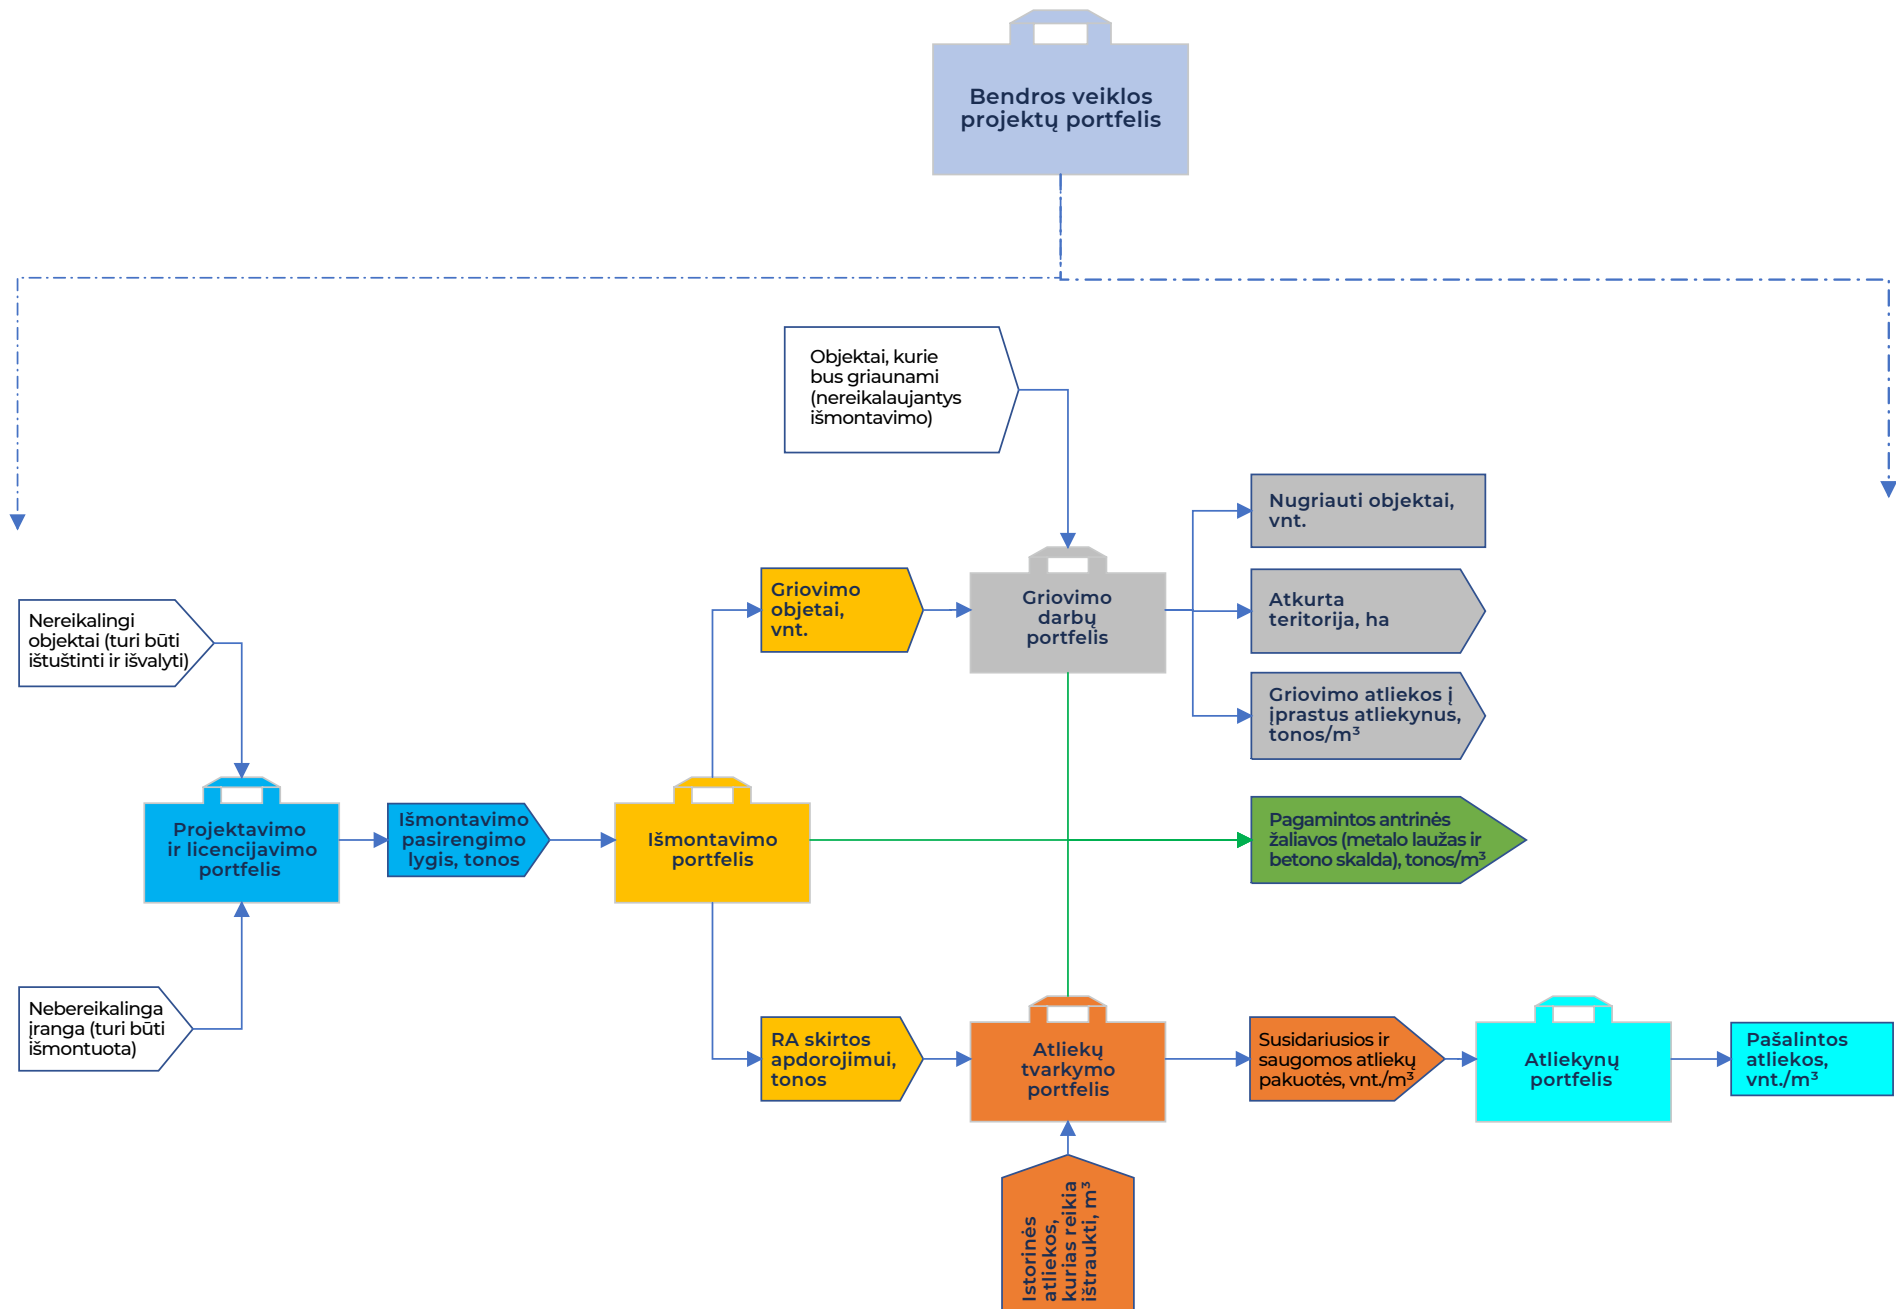 Bendros veiklos
projektų portfelis
Objektai, kurie
bus griaunami
(nereikalaujantys
išmontavimo)
Nugriauti objektai,
vnt.
Griovimo
objetai,
vnt.
Griovimo
darbų
portfelis
Atkurta
teritorija, ha
Nereikalingi
objektai (turi būti
ištuštinti ir išvalyti)
Griovimo atliekos į
įprastus atliekynus,
tonos/m³
Projektavimo
ir licencijavimo
portfelis
Išmontavimo
pasirengimo
lygis, tonos
Išmontavimo
portfelis
Pagamintos antrinės
žaliavos (metalo laužas ir
betono skalda), tonos/m³
Nebereikalinga
įranga (turi būti
išmontuota)
RA skirtos
apdorojimui,
tonos
Atliekų
tvarkymo
portfelis
Susidariusios ir
saugomos atliekų
pakuotės, vnt./m³
Atliekynų
portfelis
Pašalintos
atliekos,
vnt./m³
Istorinės
atliekos,
kurias reikia
ištraukti, m³